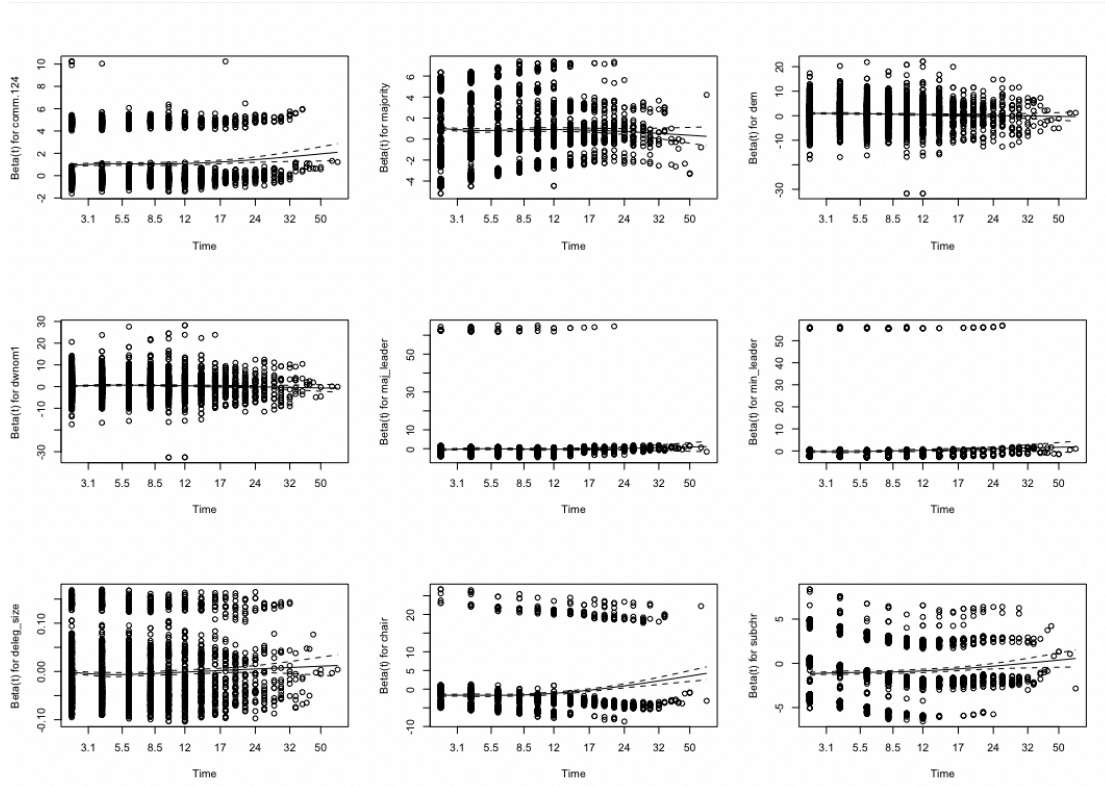 Beta(t) for comm.124
10
8
6
4
2
0
-2
3.1 5.5 8.5 12 17 24 32 50
Time
Beta(t) for majority
6
4
2
0
-2
-4
3.1 5.5 8.5 12 17 24 32 50
Time
Beta(t) for dem
20
10
0
-10
-30
3.1 5.5 8.5 12 17 24 32 50
Time
Beta(t) for dwnom1
30
20
10
0
-10
-30
3.1 5.5 8.5 12 17 24 32 50
Time
Beta(t) for maj_leader
50
30
10
0
3.1 5.5 8.5 12 17 24 32 50
Time
Beta(t) for min_leader
50
40
30
20
10
0
3.1 5.5 8.5 12 17 24 32 50
Time
Beta(t) for deleg_size
0.10
0.00
-0.10
3.1 5.5 8.5 12 17 24 32 50
Time
Beta(t) for chair
20
10
5
0
-10
3.1 5.5 8.5 12 17 24 32 50
Time
Beta(t) for subchr
5
0
-5
3.1 5.5 8.5 12 17 24 32 50
Time